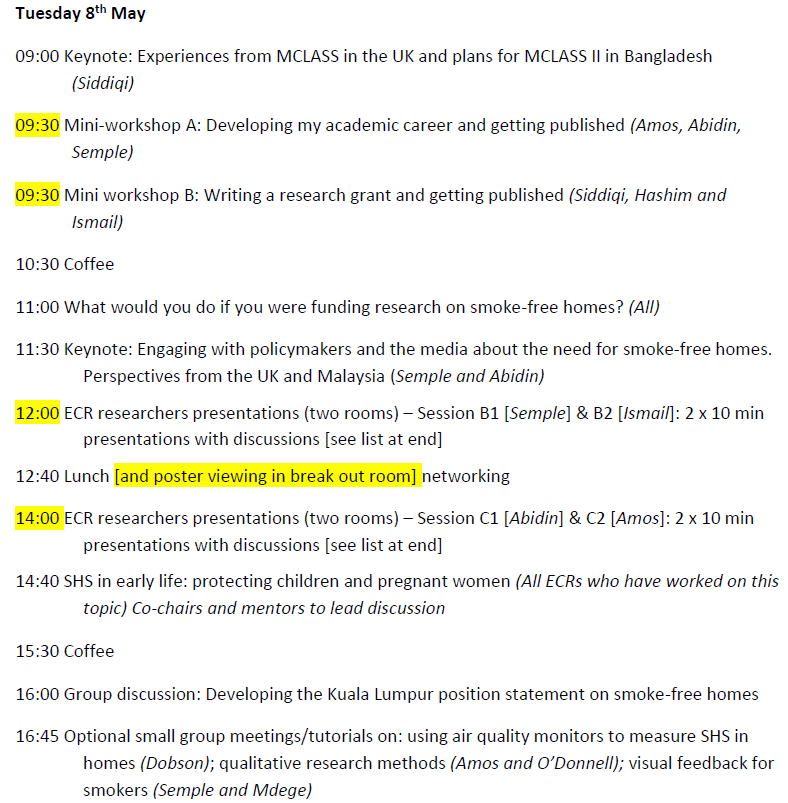 Tuesday 8th May
09:00 Keynote: Experiences from MCLASS in the UK and plans for MCLASS II in Bangladesh
(Siddiqi)
09:30 Mini-workshop A: Developing my academic career and getting published (Amos, Abidin,
Semple)
09:30 Mini workshop B: Writing a research grant and getting published (Siddiqi, Hashim and
Ismail)
10:30 Coffee
11:00 What would you do if you were funding research on smoke-free homes? (All)
11:30 Keynote: Engaging with policymakers and the media about the need for smoke-free homes.
Perspectives from the UK and Malaysia (Semple and Abidin)
12:00 ECR researchers presentations (two rooms) – Session B1 [Semple] & B2 [Ismail]: 2 x 10 min
presentations with discussions [see list at end]
12:40 Lunch [and poster viewing in break out room] networking
14:00 ECR researchers presentations (two rooms) – Session C1 [Abidin] & C2 [Amos]: 2 x 10 min
presentations with discussions [see list at end]
14:40 SHS in early life: protecting children and pregnant women (All ECRs who have worked on this
topic) Co-chairs and mentors to lead discussion
15:30 Coffee
16:00 Group discussion: Developing the Kuala Lumpur position statement on smoke-free homes
16:45 Optional small group meetings/tutorials on: using air quality monitors to measure SHS in
homes (Dobson); qualitative research methods (Amos and O’Donnell); visual feedback for
smokers (Semple and Mdege)